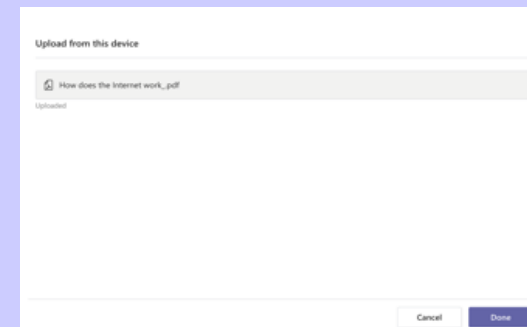 Upload from this device
How does the Internet work_.pdf
Uploaded
Cancel
Done